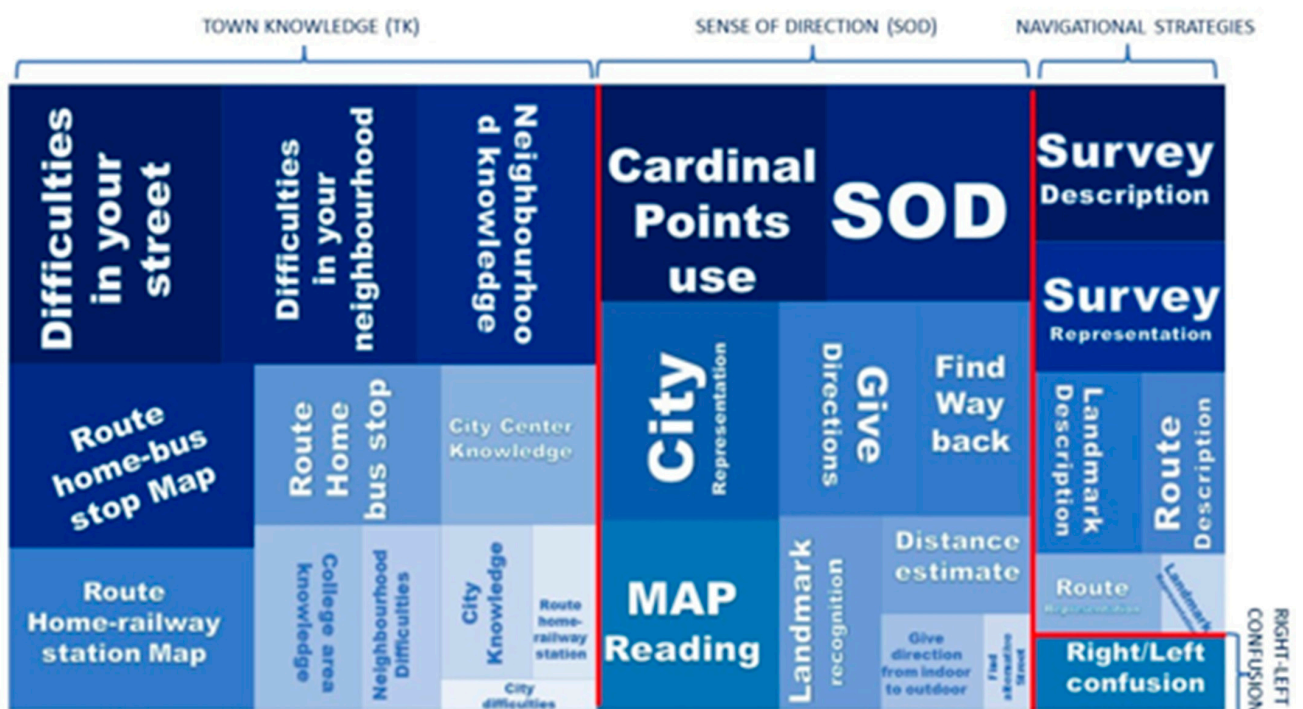 TOWN KNOWLEDGE (TK)
SENSE OF DIRECTION (SOD)
NAVIGATIONAL STRATEGIES
Difficulties
in your
street
Difficulties
in your
neighbourhood
Neighbourhoo
d knowledge
Route
home-bus
stop Map
Route
Home
bus stop
City Center
Knowledge
Route
Home-railway
station Map
College area
knowledge
Neighbourhood
Difficulties
City
Knowledge
Route
home-
railway
station
City
difficulties
Cardinal
Points
use
SOD
City
Representation
Give
Directions
Find
Way
back
MAP
Reading
Landmark
recognition
Distance
estimate
Give
direction
from indoor
to outdoor
Find
alternative
Street
Survey
Description
Survey
Representation
Landmark
Description
Route
Description
Route
Representation
Landmark
Right/Left
confusion
RIGHT-LEFT
CONFUSION